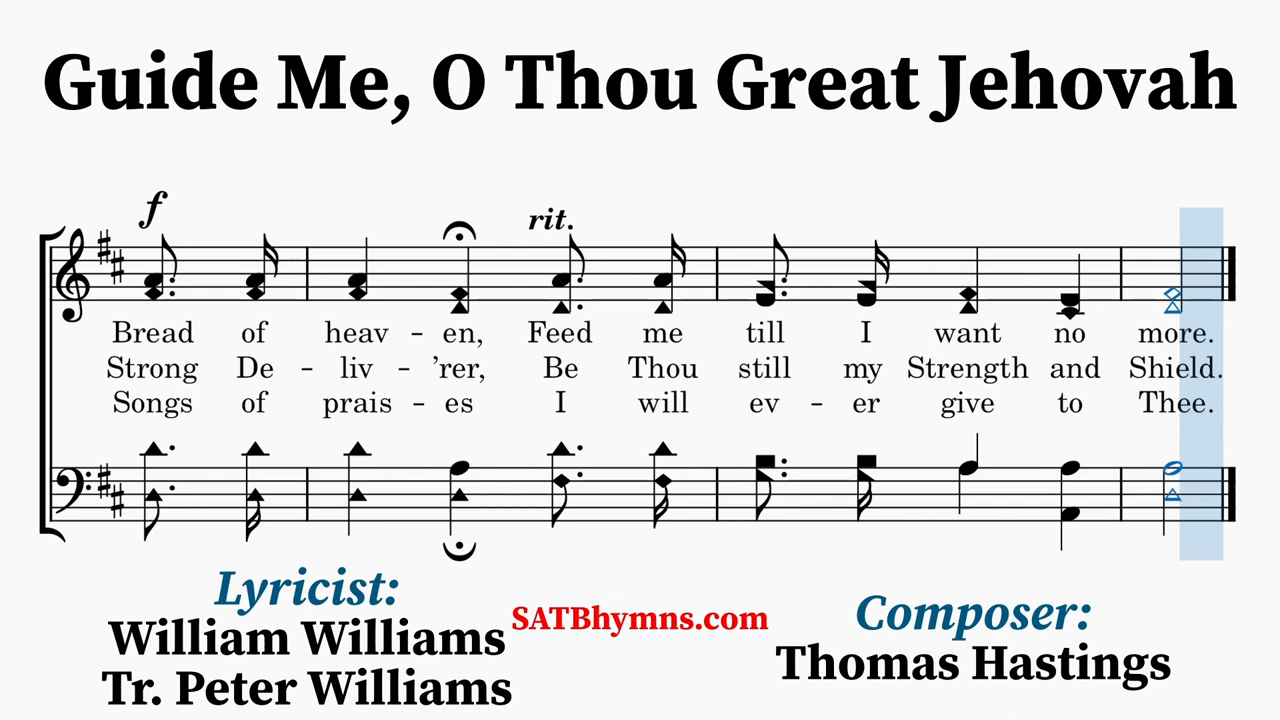 Guide Me, O Thou Great Jehovah
f
rit.
Bread of heav - en, Feed me till I want no more.
Strong De - liv - ’rer, Be Thou still my Strength and Shield.
Songs of prais - es I will ev - er give to Thee.
Lyricist:
William Williams
Tr. Peter Williams
SATBhymns.com
Composer:
Thomas Hastings